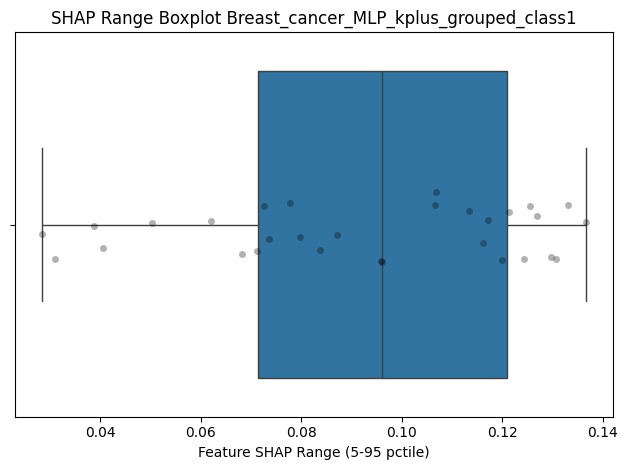 SHAP Range Boxplot Breast_cancer_MLP_kplus_grouped_class1
0.04 0.06 0.08 0.10 0.12 0.14
Feature SHAP Range (5-95 pctile)